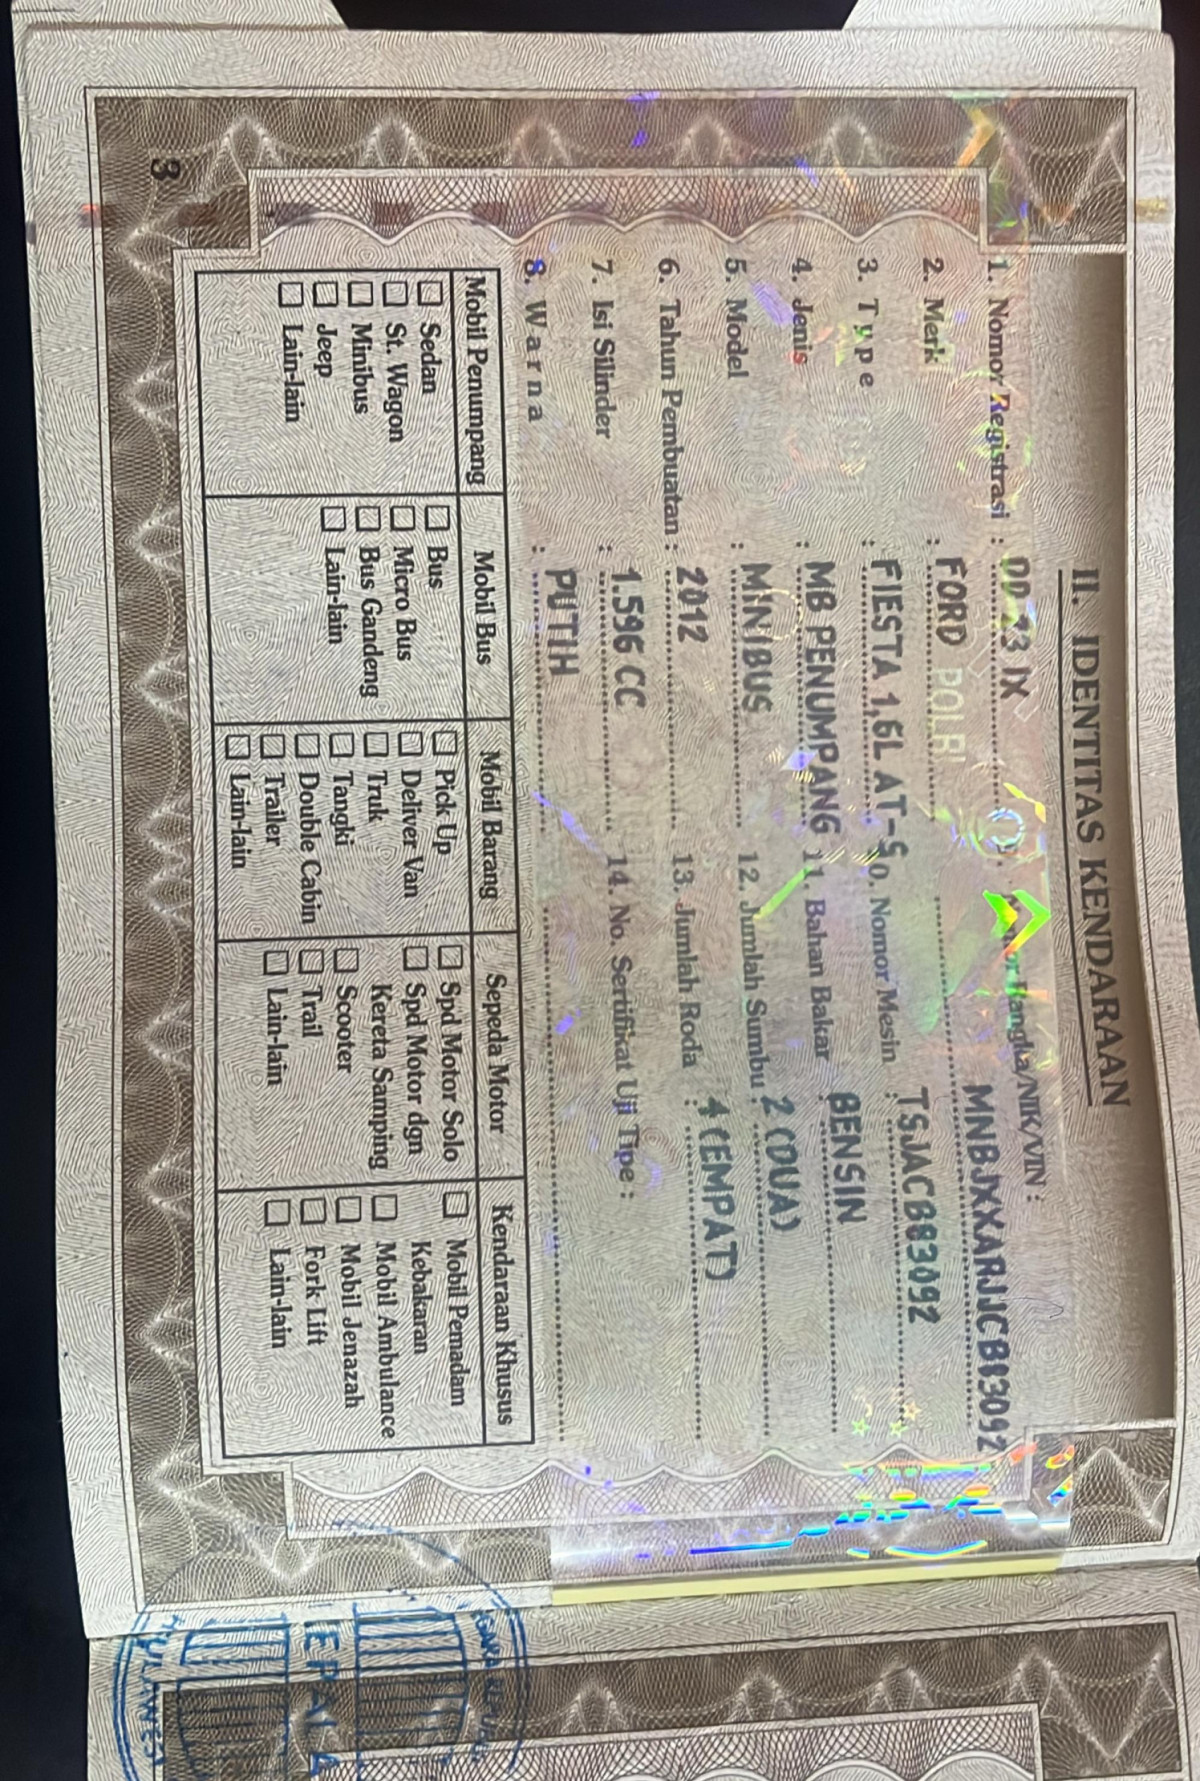 II. IDENTITAS KENDARAAN
1. Nomor Registrasi : DD 43 IX
2. Merk : FORD
POLRI
3. Type : FIESTA 1,6L AT-S
4. Jenis : MB PENUMPANG
5. Model : MINIBUS
6. Tahun Pembuatan : 2012
7. Isi Silinder : 1.596 CC
8. Warna : PUTIH
Rangka/NIK/VIN :
MNBJXXARJJCB83092
0. Nomor Mesin : TSJACB83092
11. Bahan Bakar : BENSIN
12. Jumlah Sumbu : 2 (DUA)
13. Jumlah Roda : 4 (EMPAT)
14. No. Sertifikat Uji Tipe :
Mobil Penumpang
☐ Sedan
☐ St. Wagon
☐ Minibus
☐ Jeep
☐ Lain-lain
Mobil Bus
☐ Bus
☐ Micro Bus
☐ Bus Gandeng
☐ Lain-lain
Mobil Barang
☐ Pick Up
☐ Deliver Van
☐ Truk
☐ Tangki
☐ Double Cabin
☐ Trailer
☐ Lain-lain
Sepeda Motor
☐ Spd Motor Solo
☐ Spd Motor dgn
Kereta Samping
☐ Scooter
☐ Trail
☐ Lain-lain
Kendaraan Khusus
☐ Mobil Pemadam
Kebakaran
☐ Mobil Ambulance
☐ Mobil Jenazah
☐ Fork Lift
☐ Lain-lain
3